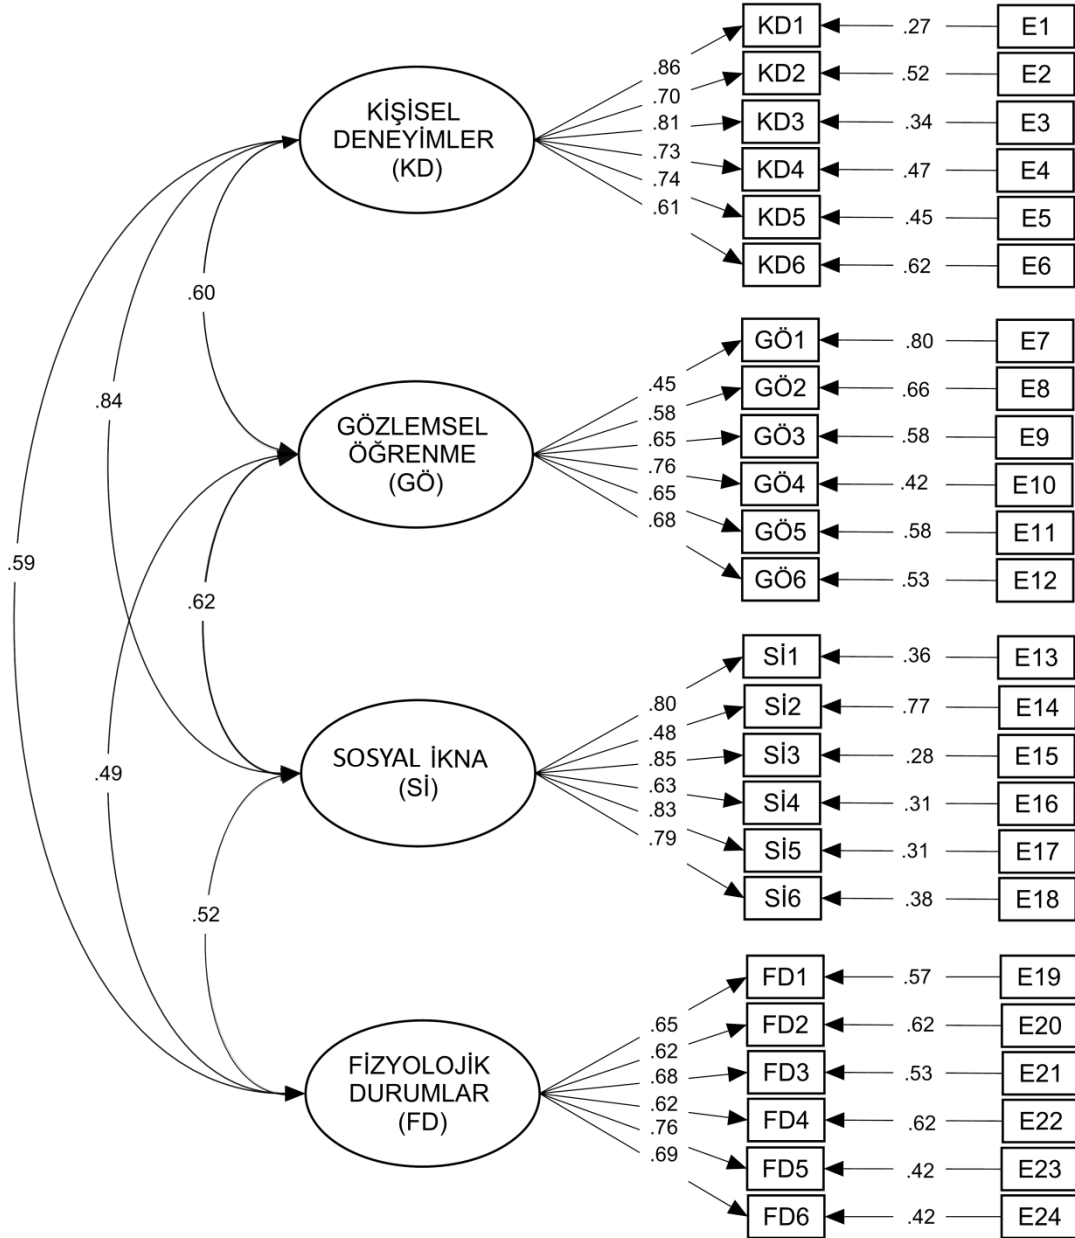 KİŞİSEL
DENEYİMLER
(KD)
.86
.70
.81
.73
.74
.61
KD1
.27
E1
KD2
.52
E2
KD3
.34
E3
KD4
.47
E4
KD5
.45
E5
KD6
.62
E6
.60
.84
.59
.62
.49
.52
GÖZLEMSEL
ÖĞRENME
(GÖ)
.45
.58
.65
.76
.65
.68
GÖ1
.80
E7
GÖ2
.66
E8
GÖ3
.58
E9
GÖ4
.42
E10
GÖ5
.58
E11
GÖ6
.53
E12
SOSYAL İKNA
(Sİ)
.80
.48
.85
.63
.83
.79
Sİ1
.36
E13
Sİ2
.77
E14
Sİ3
.28
E15
Sİ4
.31
E16
Sİ5
.31
E17
Sİ6
.38
E18
FİZYOLOJİK
DURUMLAR
(FD)
.65
.62
.68
.62
.76
.69
FD1
.57
E19
FD2
.62
E20
FD3
.53
E21
FD4
.62
E22
FD5
.42
E23
FD6
.42
E24